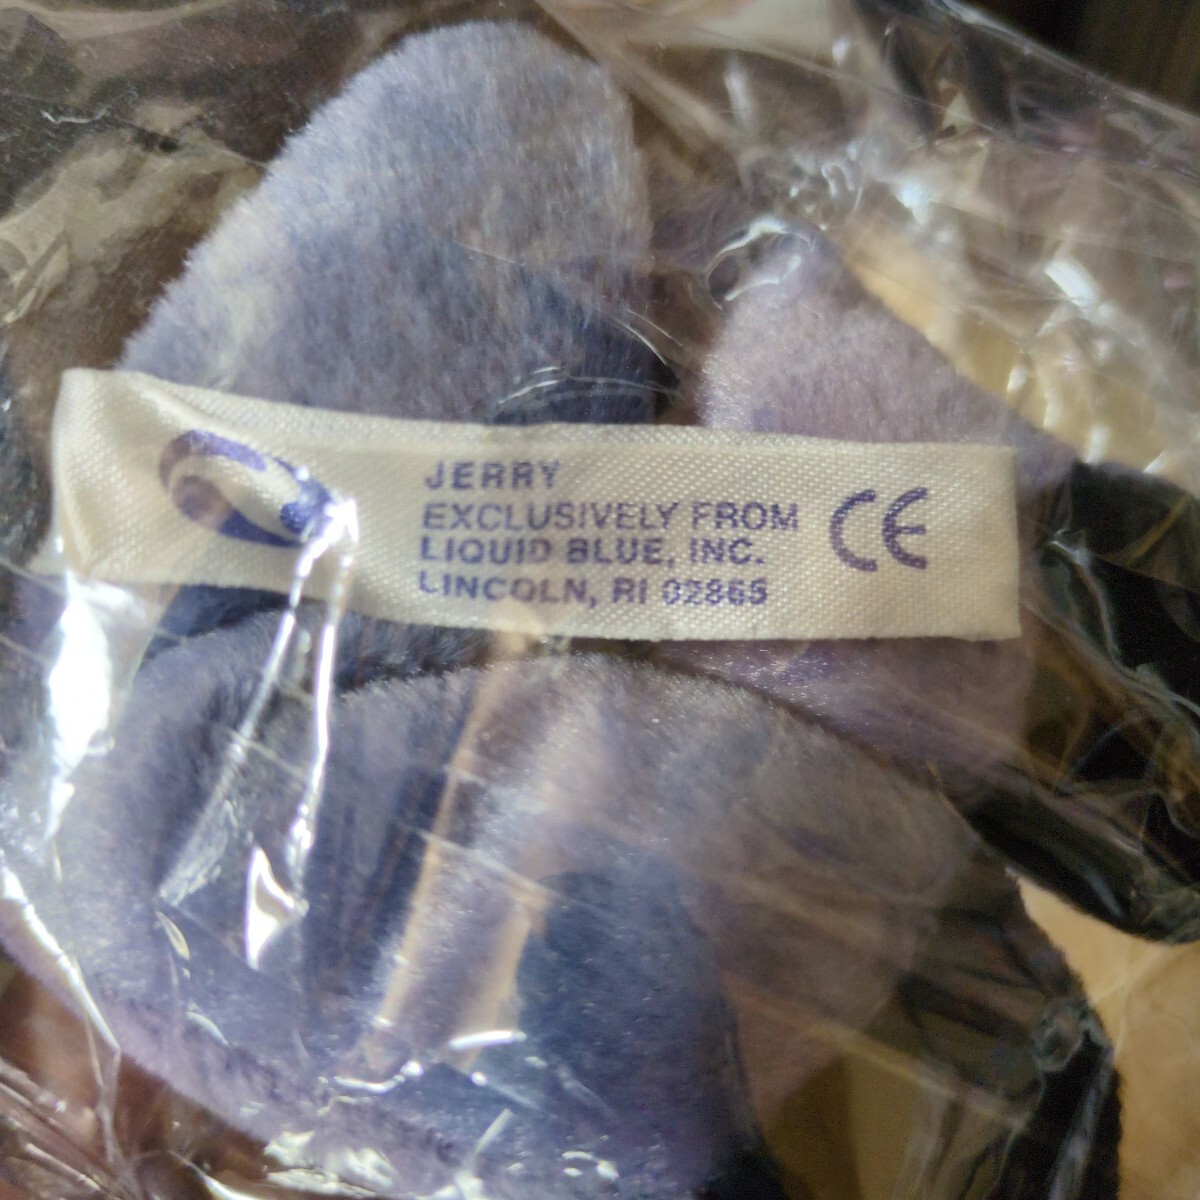 JERRY
EXCLUSIVELY FROM
LIQUID BLUE, INC.
LINCOLN, RI 02865
CE